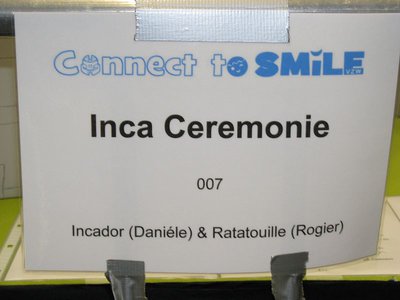 Connect to SMiLE vzw
Inca Ceremonie
007
Incador (Daniéle) & Ratatouille (Rogier)